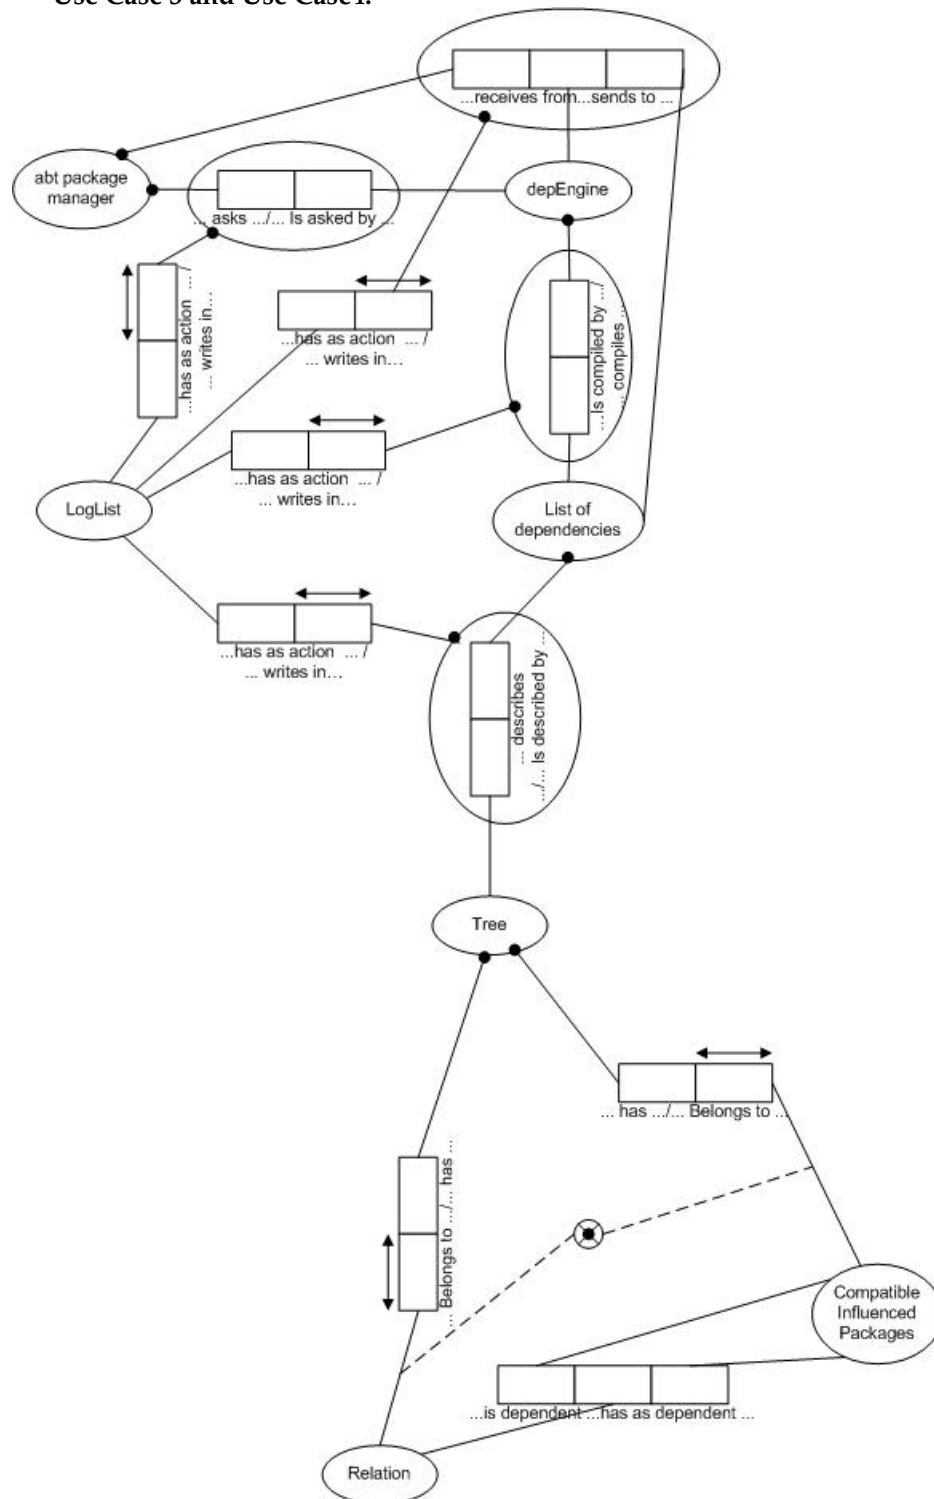 Use Case 3 and Use Case1.
...receives from...sends to ...
abt package
manager
... asks .../... Is asked by ...
depEngine
...has as action .../
... writes in...
...has as action ... /
... writes in...
...Is compiled by .../
... compiles ...
...has as action ... /
... writes in...
LogList
List of
dependencies
...has as action ... /
... writes in...
... describes
.../... Is described by ...
Tree
... has .../... Belongs to ...
... Belongs to .../... has ...
Compatible
Influenced
Packages
...is dependent ...has as dependent ...
Relation